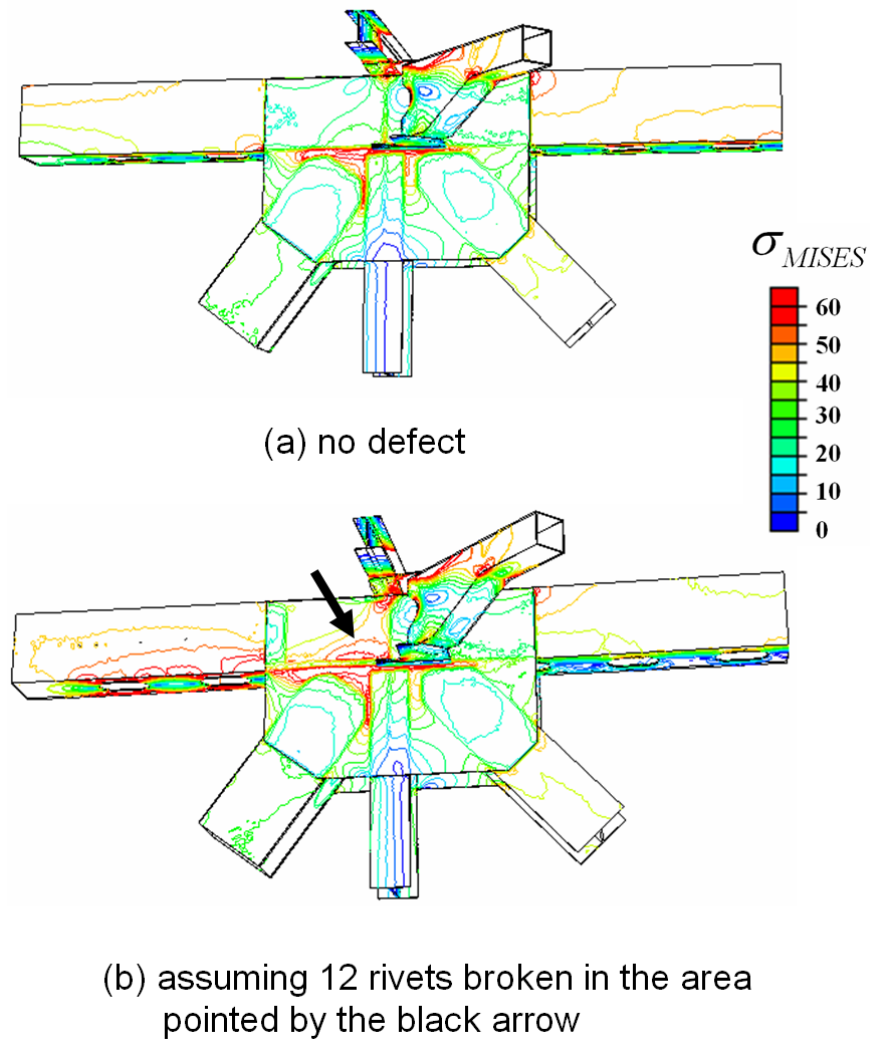 σMISES
60
50
40
30
20
10
0
(a) no defect
(b) assuming 12 rivets broken in the area
pointed by the black arrow